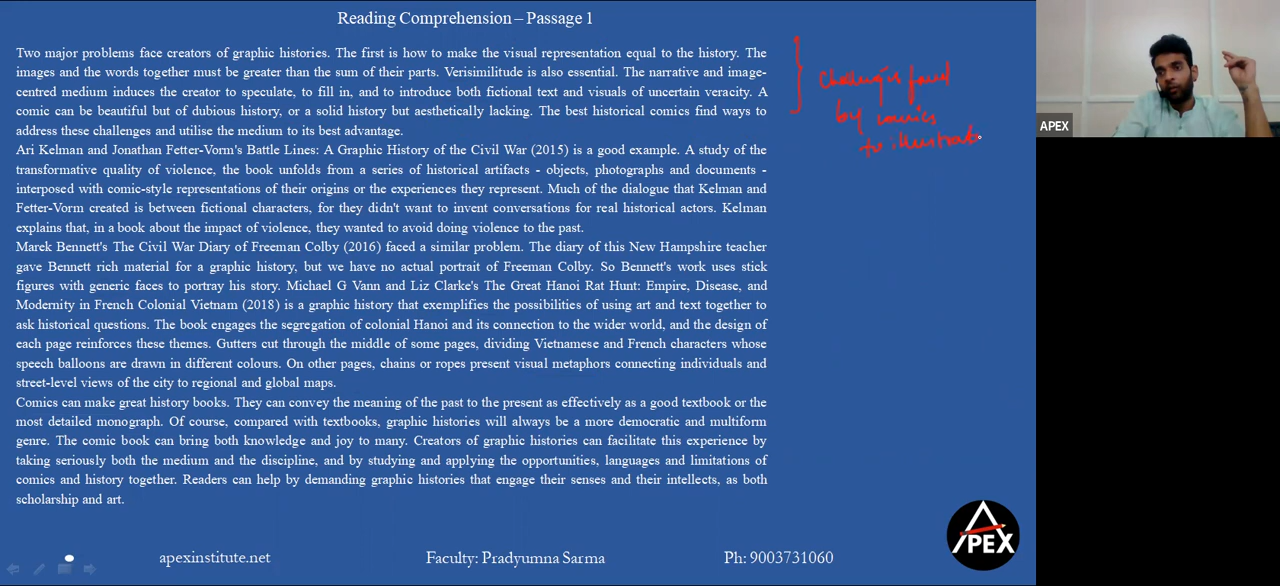 Reading Comprehension – Passage 1
Two major problems face creators of graphic histories. The first is how to make the visual representation equal to the history. The
images and the words together must be greater than the sum of their parts. Verisimilitude is also essential. The narrative and image-
centred medium induces the creator to speculate, to fill in, and to introduce both fictional text and visuals of uncertain veracity. A
comic can be beautiful but of dubious history, or a solid history but aesthetically lacking. The best historical comics find ways to
address these challenges and utilise the medium to its best advantage.
Ari Kelman and Jonathan Fetter-Vorm's Battle Lines: A Graphic History of the Civil War (2015) is a good example. A study of the
transformative quality of violence, the book unfolds from a series of historical artifacts - objects, photographs and documents -
interposed with comic-style representations of their origins or the experiences they represent. Much of the dialogue that Kelman and
Fetter-Vorm created is between fictional characters, for they didn't want to invent conversations for real historical actors. Kelman
explains that, in a book about the impact of violence, they wanted to avoid doing violence to the past.
Marek Bennett's The Civil War Diary of Freeman Colby (2016) faced a similar problem. The diary of this New Hampshire teacher
gave Bennett rich material for a graphic history, but we have no actual portrait of Freeman Colby. So Bennett's work uses stick
figures with generic faces to portray his story. Michael G Vann and Liz Clarke's The Great Hanoi Rat Hunt: Empire, Disease, and
Modernity in French Colonial Vietnam (2018) is a graphic history that exemplifies the possibilities of using art and text together to
ask historical questions. The book engages the segregation of colonial Hanoi and its connection to the wider world, and the design of
each page reinforces these themes. Gutters cut through the middle of some pages, dividing Vietnamese and French characters whose
speech balloons are drawn in different colours. On other pages, chains or ropes present visual metaphors connecting individuals and
street-level views of the city to regional and global maps.
Comics can make great history books. They can convey the meaning of the past to the present as effectively as a good textbook or the
most detailed monograph. Of course, compared with textbooks, graphic histories will always be a more democratic and multiform
genre. The comic book can bring both knowledge and joy to many. Creators of graphic histories can facilitate this experience by
taking seriously both the medium and the discipline, and by studying and applying the opportunities, languages and limitations of
comics and history together. Readers can help by demanding graphic histories that engage their senses and their intellects, as both
scholarship and art.
apexinstitute.net
Faculty: Pradyumna Sarma
Ph: 9003731060
by comics
APEX
APEX